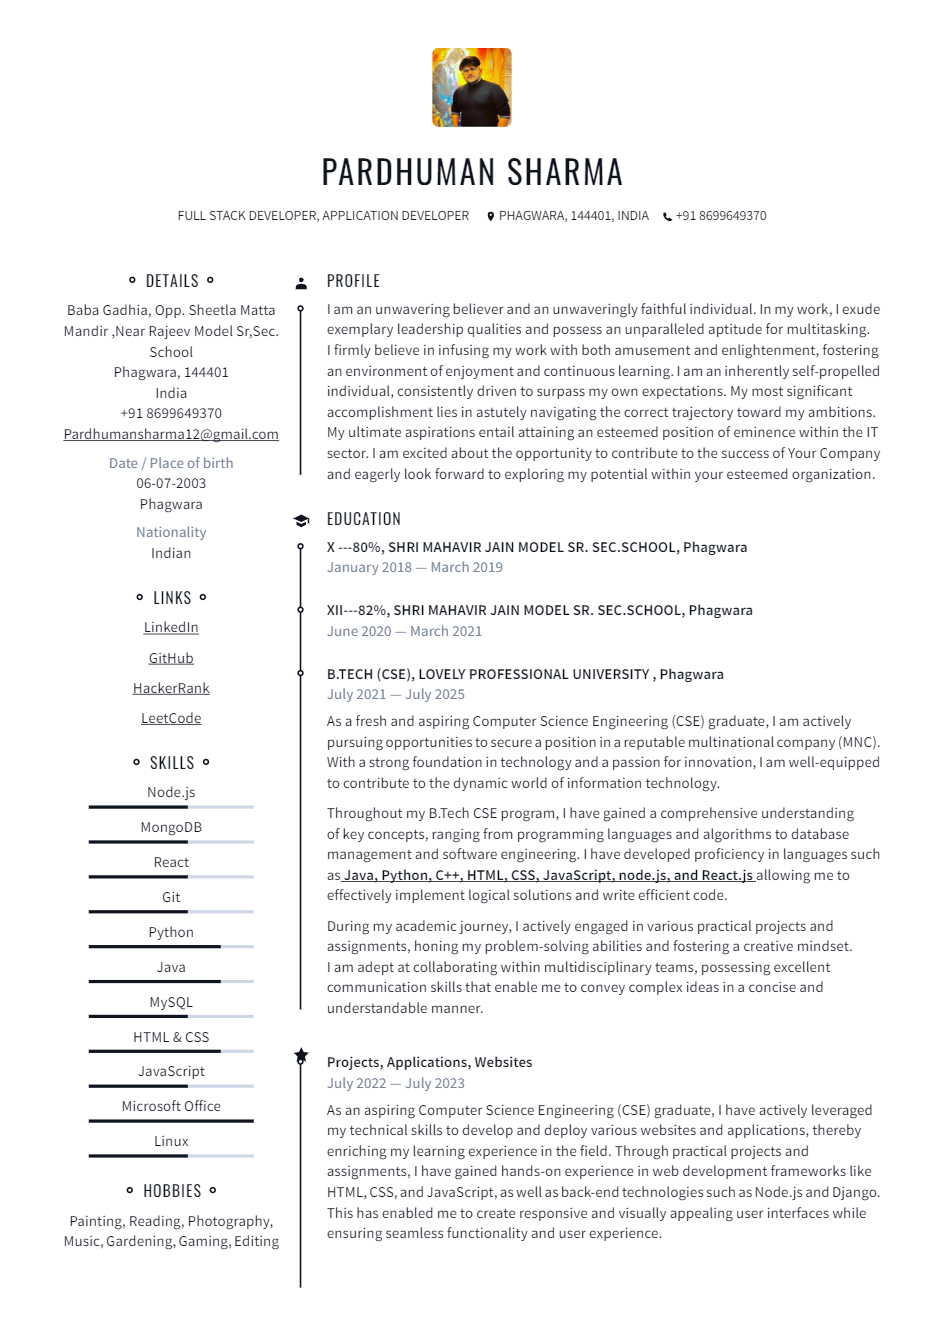 PARDHUMAN SHARMA
FULL STACK DEVELOPER, APPLICATION DEVELOPER PHAGWARA, 144401, INDIA +91 8699649370
DETAILS
Baba Gadhia, Opp. Sheetla Matta
Mandir ,Near Rajeev Model Sr,Sec.
School
Phagwara, 144401
India
+91 8699649370
Pardhumansharma12@gmail.com
Date / Place of birth
06-07-2003
Phagwara
Nationality
Indian
LINKS
LinkedIn
GitHub
HackerRank
LeetCode
SKILLS
Node.js
MongoDB
React
Git
Python
Java
MySQL
HTML & CSS
JavaScript
Microsoft Office
Linux
HOBBIES
Painting, Reading, Photography,
Music, Gardening, Gaming, Editing
PROFILE
I am an unwavering believer and an unwaveringly faithful individual. In my work, I exude
exemplary leadership qualities and possess an unparalleled aptitude for multitasking.
I firmly believe in infusing my work with both amusement and enlightenment, fostering
an environment of enjoyment and continuous learning. I am an inherently self-propelled
individual, consistently driven to surpass my own expectations. My most significant
accomplishment lies in astutely navigating the correct trajectory toward my ambitions.
My ultimate aspirations entail attaining an esteemed position of eminence within the IT
sector. I am excited about the opportunity to contribute to the success of Your Company
and eagerly look forward to exploring my potential within your esteemed organization.
EDUCATION
X ---80%, SHRI MAHAVIR JAIN MODEL SR. SEC.SCHOOL, Phagwara
January 2018 — March 2019
XII---82%, SHRI MAHAVIR JAIN MODEL SR. SEC.SCHOOL, Phagwara
June 2020 — March 2021
B.TECH (CSE), LOVELY PROFESSIONAL UNIVERSITY , Phagwara
July 2021 — July 2025
As a fresh and aspiring Computer Science Engineering (CSE) graduate, I am actively
pursuing opportunities to secure a position in a reputable multinational company (MNC).
With a strong foundation in technology and a passion for innovation, I am well-equipped
to contribute to the dynamic world of information technology.
Throughout my B.Tech CSE program, I have gained a comprehensive understanding
of key concepts, ranging from programming languages and algorithms to database
management and software engineering. I have developed proficiency in languages such
as Java, Python, C++, HTML, CSS, JavaScript, node.js, and React.js allowing me to
effectively implement logical solutions and write efficient code.
During my academic journey, I actively engaged in various practical projects and
assignments, honing my problem-solving abilities and fostering a creative mindset.
I am adept at collaborating within multidisciplinary teams, possessing excellent
communication skills that enable me to convey complex ideas in a concise and
understandable manner.
Projects, Applications, Websites
July 2022 — July 2023
As an aspiring Computer Science Engineering (CSE) graduate, I have actively leveraged
my technical skills to develop and deploy various websites and applications, thereby
enriching my learning experience in the field. Through practical projects and
assignments, I have gained hands-on experience in web development frameworks like
HTML, CSS, and JavaScript, as well as back-end technologies such as Node.js and Django.
This has enabled me to create responsive and visually appealing user interfaces while
ensuring seamless functionality and user experience.